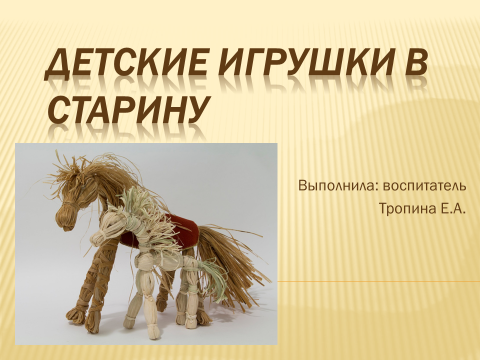 ДЕТСКИЕ ИГРУШКИ В
СТАРИНУ
Выполнила: воспитатель
Тропина Е.А.